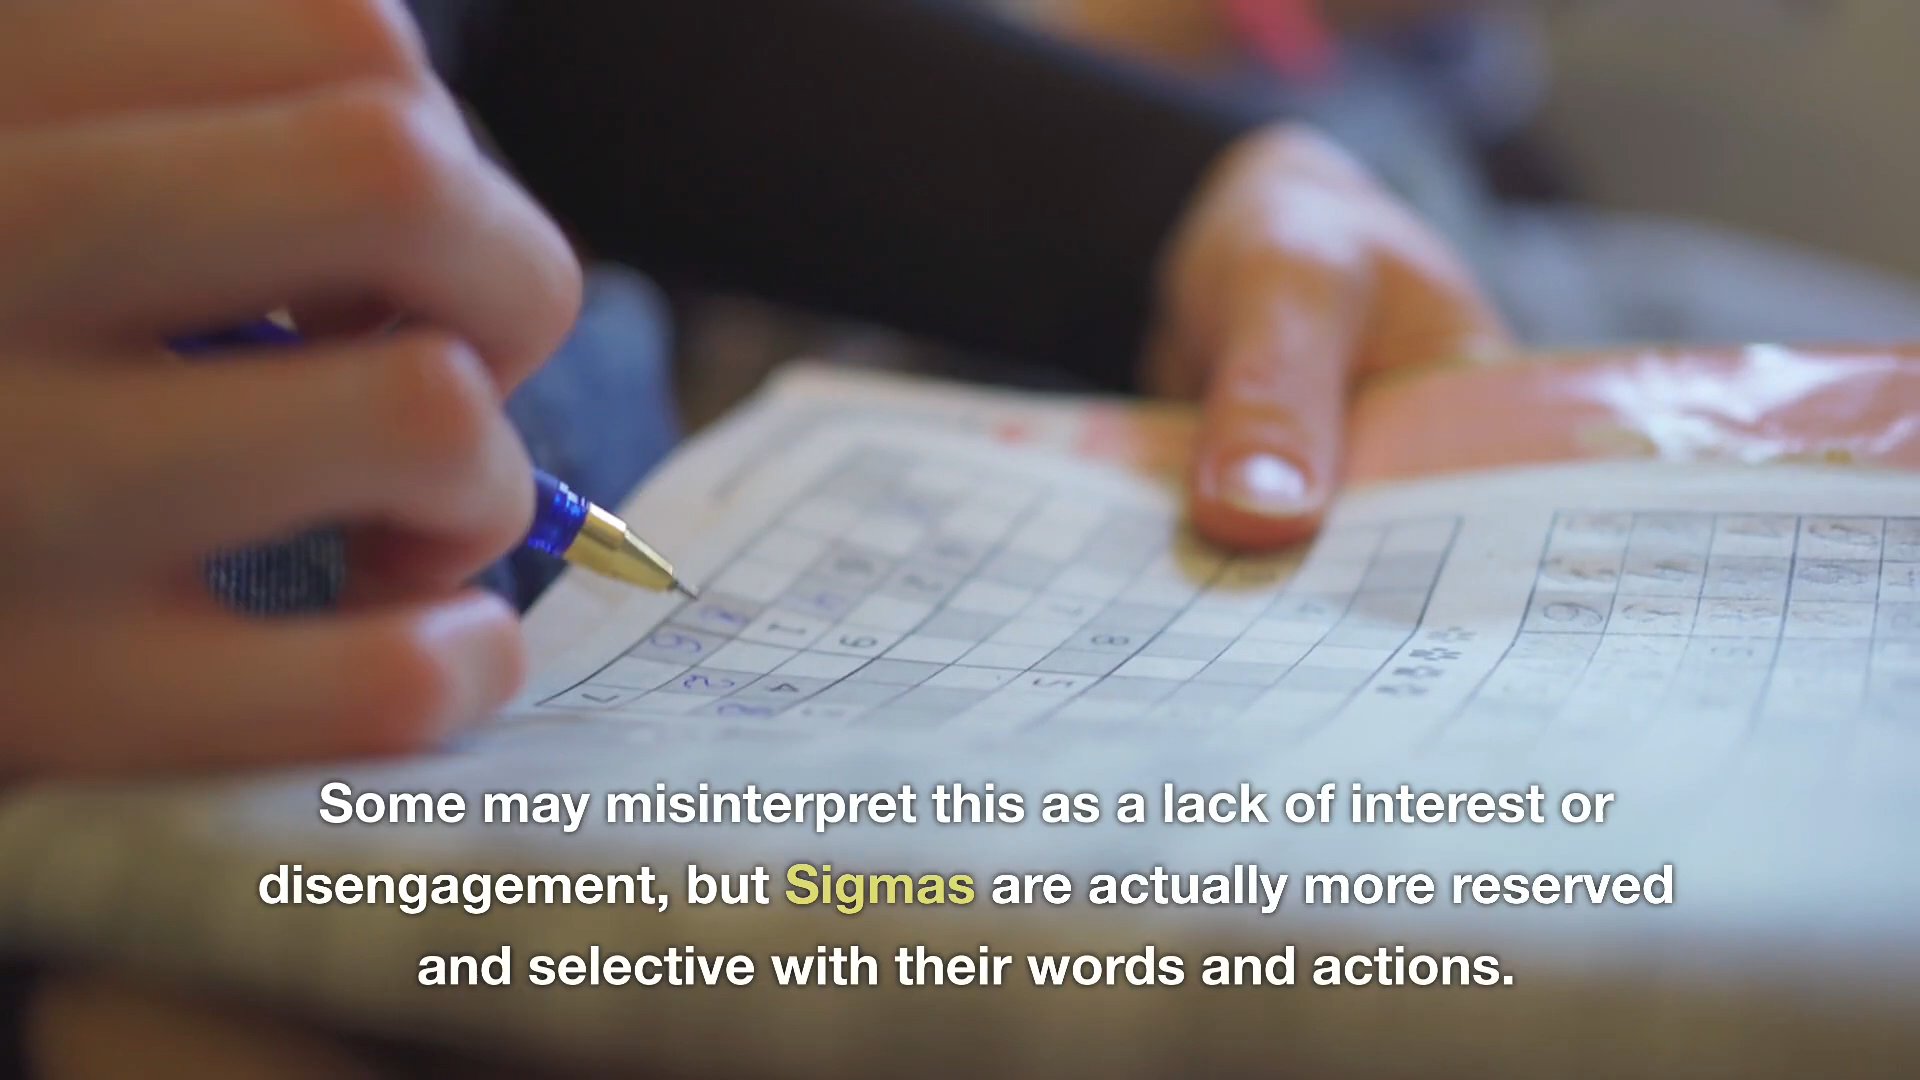 Some may misinterpret this as a lack of interest or
disengagement, but Sigmas are actually more reserved
and selective with their words and actions.